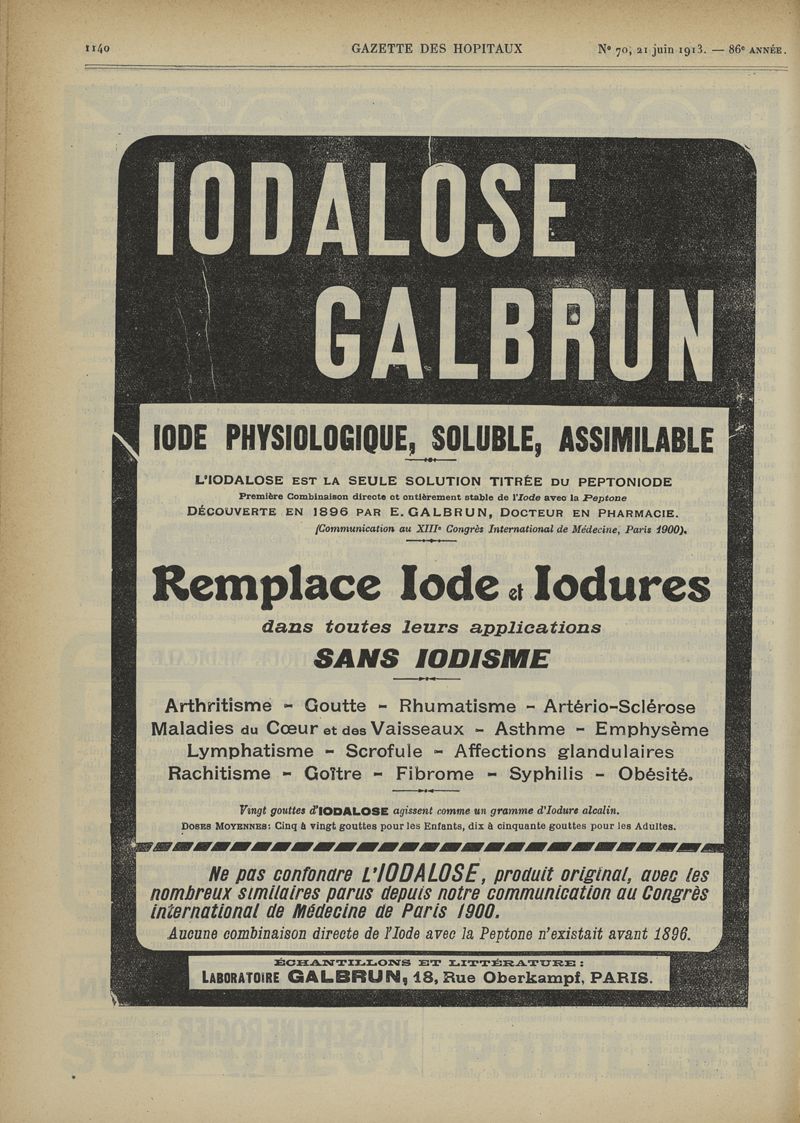 1140 GAZETTE DES HOPITAUX Nº 70, 21 juin 1913. — 86e ANNÉE.
IODALOSE
GALBRUN
IODE PHYSIOLOGIQUE, SOLUBLE, ASSIMILABLE
L'IODALOSE EST LA SEULE SOLUTION TITRÉE DU PEPTONIODE
Première Combinaison directe et entièrement stable de l'Iode avec la Peptone
DÉCOUVERTE EN 1896 PAR E. GALBRUN, DOCTEUR EN PHARMACIE.
(Communication au XIIIe Congrès International de Médecine, Paris 1900).
Remplace Iode et Iodures
dans toutes leurs applications
SANS IODISME
Arthritisme - Goutte - Rhumatisme - Artério-Sclérose
Maladies du Cœur et des Vaisseaux - Asthme - Emphysème
Lymphatisme - Scrofule - Affections glandulaires
Rachitisme - Goître - Fibrome - Syphilis - Obésité.
Vingt gouttes d'IODALOSE agissent comme un gramme d'Iodure alcalin.
DOSES MOYENNES: Cinq à vingt gouttes pour les Enfants, dix à cinquante gouttes pour les Adultes.
Ne pas confondre L'IODALOSE, produit original, avec les
nombreux similaires parus depuis notre communication au Congrès
international de Médecine de Paris 1900.
Aucune combinaison directe de l'Iode avec la Peptone n'existait avant 1896.
ÉCHANTILLONS ET LITTÉRATURE:
LABORATOIRE GALBRUN, 18, Rue Oberkampf, PARIS.